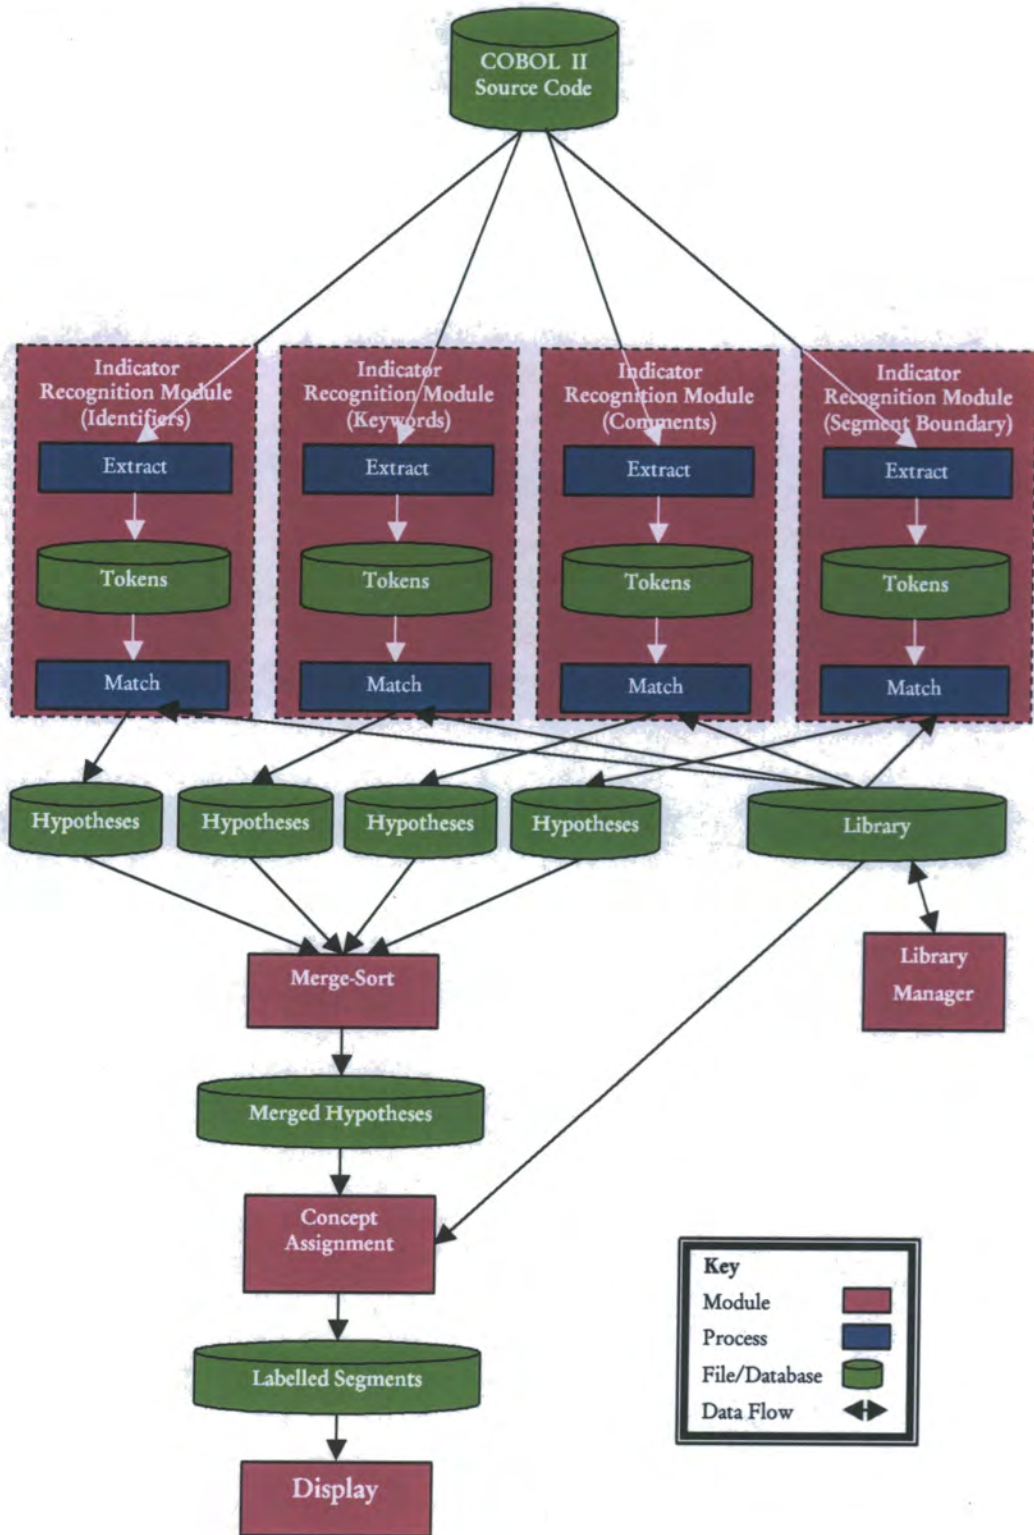 COBOL II
Source Code
Indicator
Recognition Module
(Identifiers)
Extract
Tokens
Match
Indicator
Recognition Module
(Keywords)
Extract
Tokens
Match
Indicator
Recognition Module
(Comments)
Extract
Tokens
Match
Indicator
Recognition Module
(Segment Boundary)
Extract
Tokens
Match
Hypotheses
Hypotheses
Hypotheses
Hypotheses
Library
Library
Manager
Merge-Sort
Merged Hypotheses
Concept
Assignment
Labelled Segments
Display
Key
Module
Process
File/Database
Data Flow